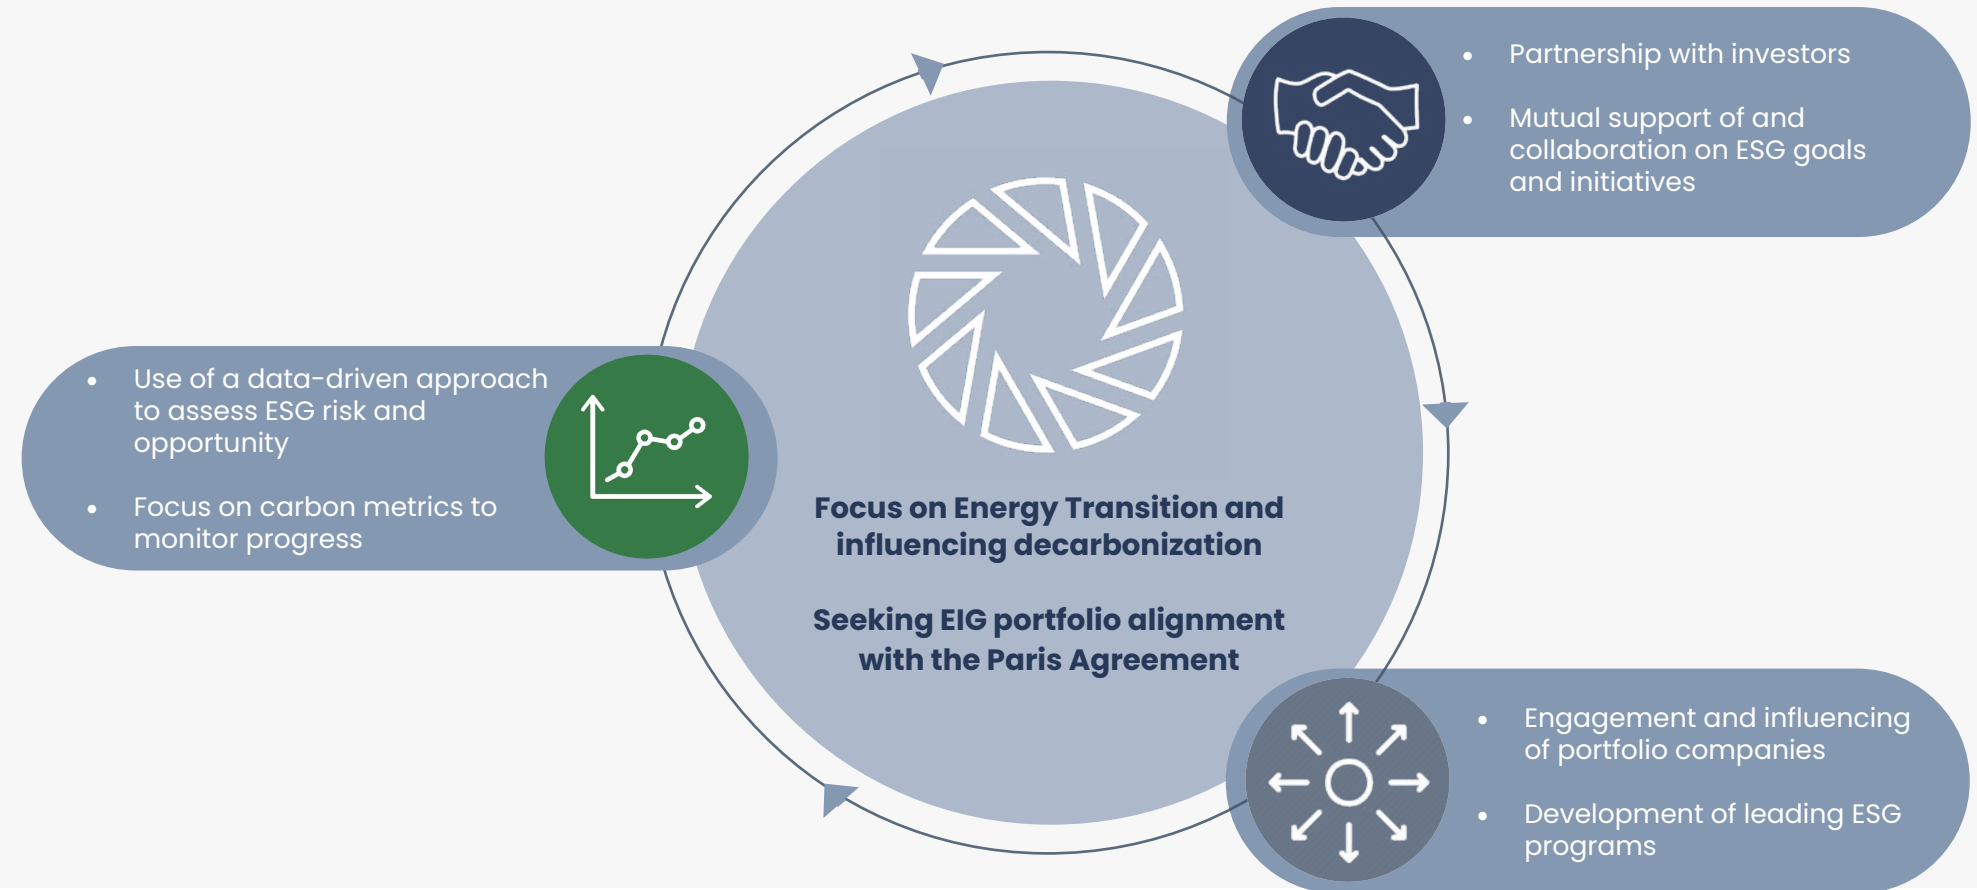 • Partnership with investors
• Mutual support of and
collaboration on ESG goals
and initiatives
• Use of a data-driven approach
to assess ESG risk and
opportunity
• Focus on carbon metrics to
monitor progress
Focus on Energy Transition and
influencing decarbonization
Seeking EIG portfolio alignment
with the Paris Agreement
• Engagement and influencing
of portfolio companies
• Development of leading ESG
programs